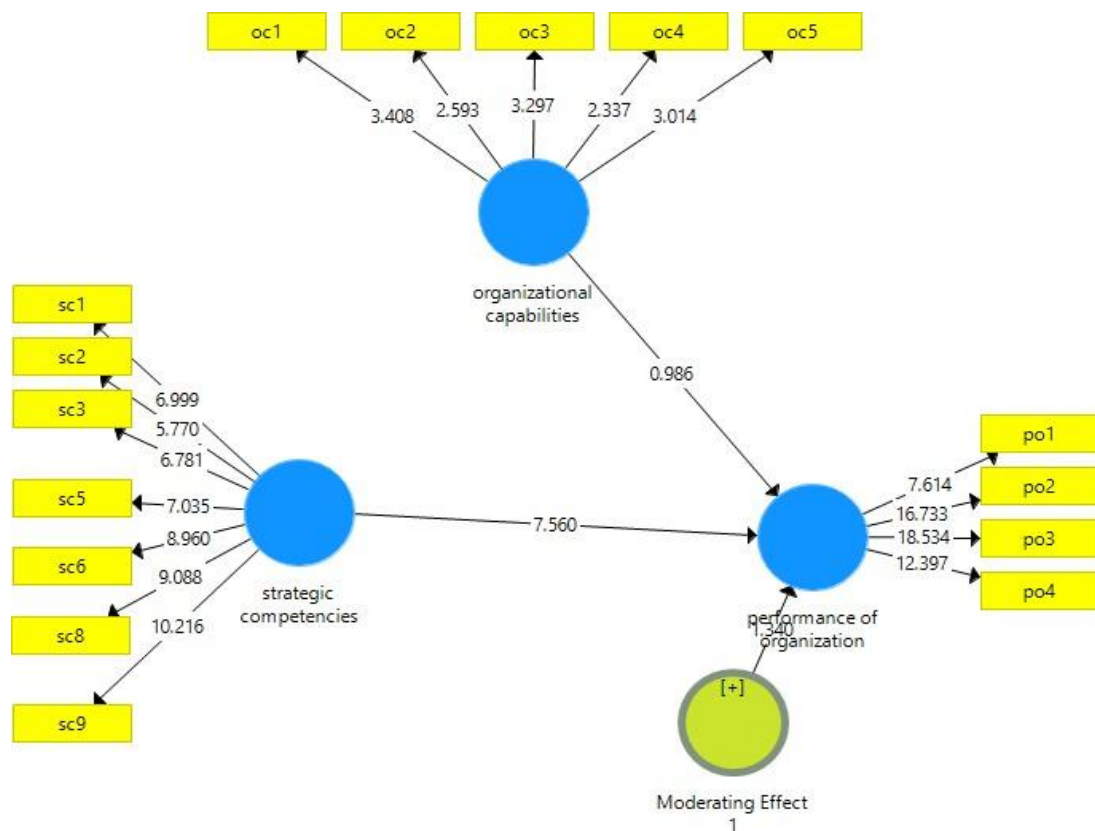 oc1
oc2
oc3
oc4
oc5
3.408
2.593
3.297
2.337
3.014
organizational
capabilities
0.986
sc1
sc2
sc3
sc5
sc6
sc8
sc9
6.999
5.770
6.781
7.035
8.960
9.088
10.216
strategic
competencies
7.560
po1
po2
po3
po4
7.614
16.733
18.534
12.397
performance of
organization
1.340
[+]
Moderating Effect
1